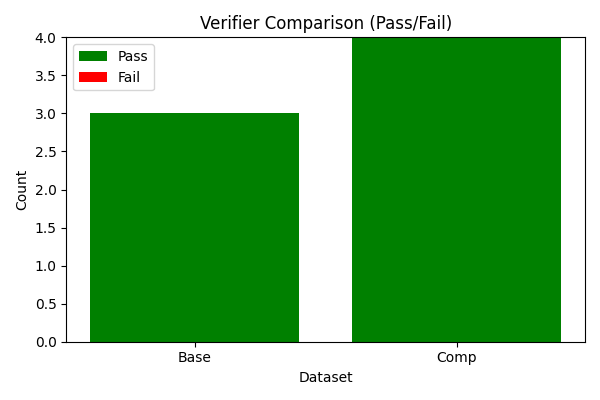 Verifier Comparison (Pass/Fail)
Pass
Fail
4.0
3.5
3.0
2.5
2.0
1.5
1.0
0.5
0.0
Count
Base
Comp
Dataset